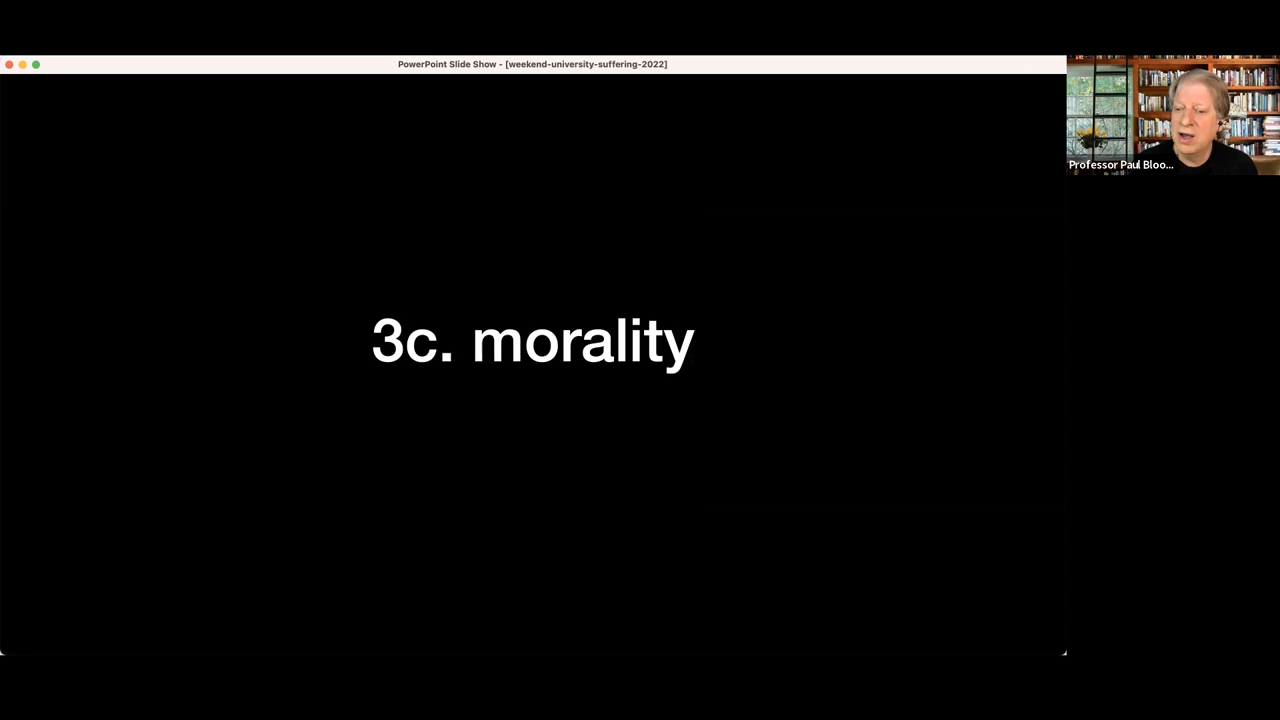 PowerPoint Slide Show - [weekend-university-suffering-2022]
Professor Paul Bloo...
3c. morality